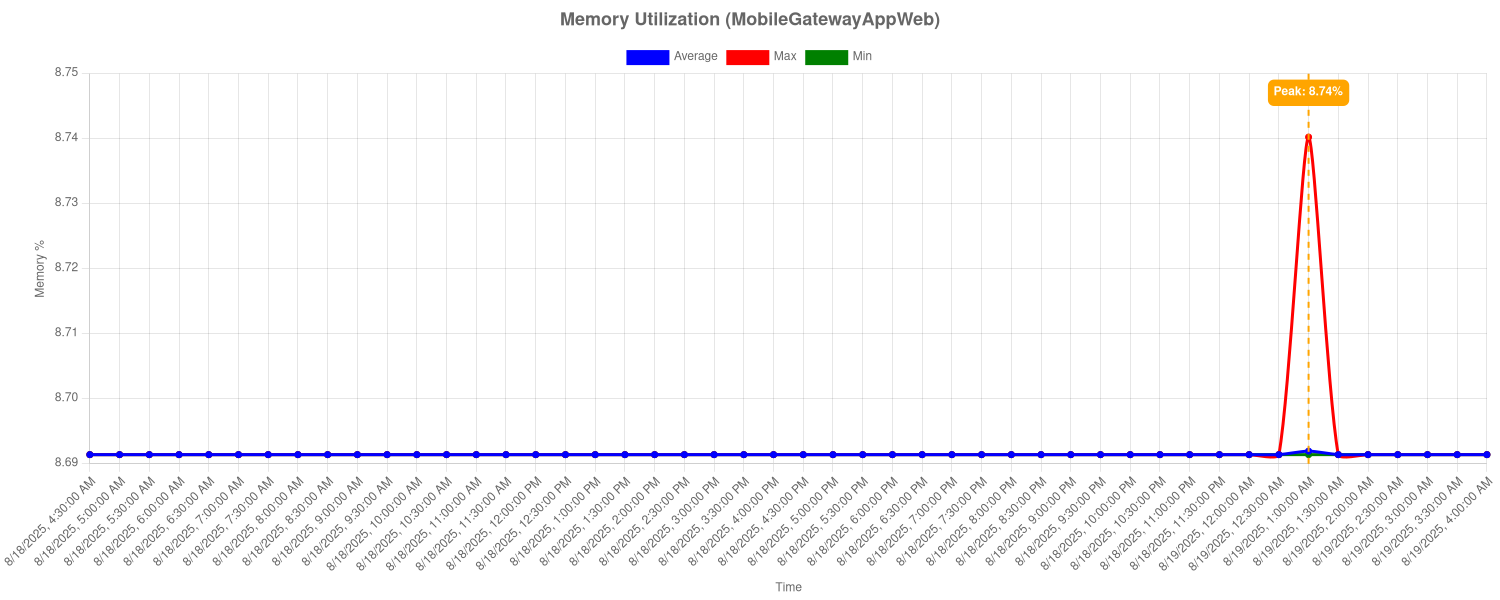 Memory Utilization (MobileGatewayAppWeb)
Average Max Min
8.75
Peak: 8.74%
8.74
8.73
8.72
Memory %
8.71
8.70
8.69
8/18/2025, 4:30:00 AM
8/18/2025, 5:00:00 AM
8/18/2025, 5:30:00 AM
8/18/2025, 6:00:00 AM
8/18/2025, 6:30:00 AM
8/18/2025, 7:00:00 AM
8/18/2025, 7:30:00 AM
8/18/2025, 8:00:00 AM
8/18/2025, 8:30:00 AM
8/18/2025, 9:00:00 AM
8/18/2025, 9:30:00 AM
8/18/2025, 10:00:00 AM
8/18/2025, 10:30:00 AM
8/18/2025, 11:00:00 AM
8/18/2025, 11:30:00 AM
8/18/2025, 12:00:00 PM
8/18/2025, 12:30:00 PM
8/18/2025, 1:00:00 PM
8/18/2025, 1:30:00 PM
8/18/2025, 2:00:00 PM
8/18/2025, 2:30:00 PM
8/18/2025, 3:00:00 PM
8/18/2025, 3:30:00 PM
8/18/2025, 4:00:00 PM
8/18/2025, 4:30:00 PM
8/18/2025, 5:00:00 PM
8/18/2025, 5:30:00 PM
8/18/2025, 6:00:00 PM
8/18/2025, 6:30:00 PM
8/18/2025, 7:00:00 PM
8/18/2025, 7:30:00 PM
8/18/2025, 8:00:00 PM
8/18/2025, 8:30:00 PM
8/18/2025, 9:00:00 PM
8/18/2025, 9:30:00 PM
8/18/2025, 10:00:00 PM
8/18/2025, 10:30:00 PM
8/18/2025, 11:00:00 PM
8/18/2025, 11:30:00 PM
8/19/2025, 12:00:00 AM
8/19/2025, 12:30:00 AM
8/19/2025, 1:00:00 AM
8/19/2025, 1:30:00 AM
8/19/2025, 2:00:00 AM
8/19/2025, 2:30:00 AM
8/19/2025, 3:00:00 AM
8/19/2025, 3:30:00 AM
8/19/2025, 4:00:00 AM
Time